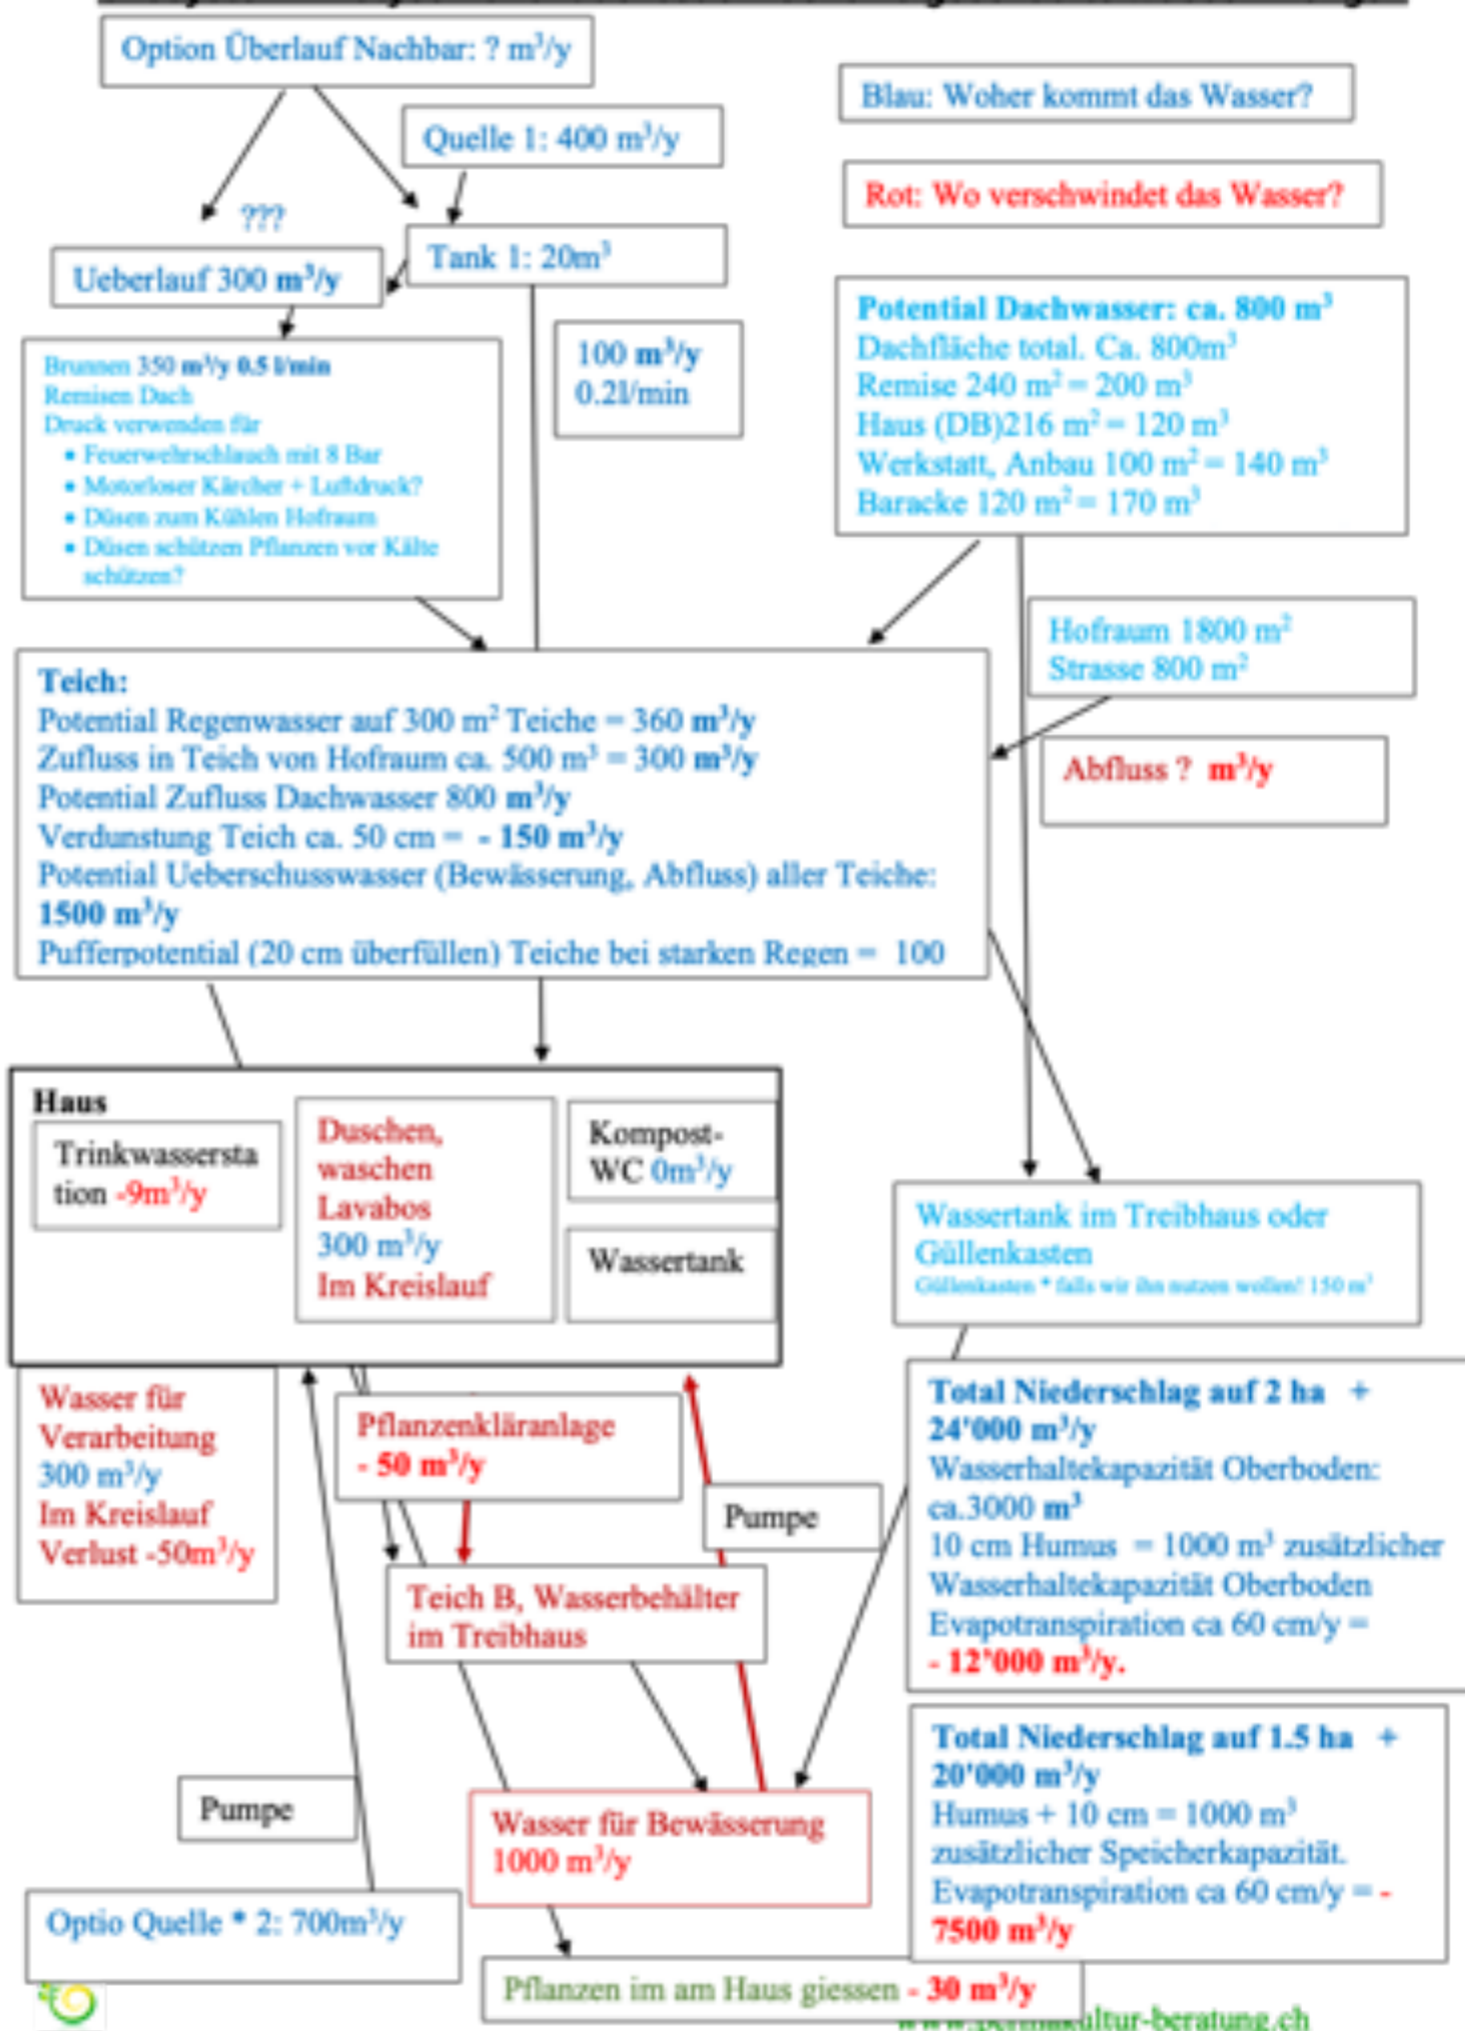 Option Überlauf Nachbar: ? m³/y
Blau: Woher kommt das Wasser?
Quelle 1: 400 m³/y
Rot: Wo verschwindet das Wasser?
???
Ueberlauf 300 m³/y
Tank 1: 20m³
100 m³/y
0.2l/min
Potential Dachwasser: ca. 800 m³
Dachfläche total. Ca. 800m³
Remise 240 m² = 200 m³
Haus (DB)216 m² = 120 m³
Werkstatt, Anbau 100 m² = 140 m³
Baracke 120 m² = 170 m³
Brunnen 350 m³/y 0.5 l/min
Remisen Dach
Druck verwenden für
• Feuerwehrschlauch mit 8 Bar
• Motorloser Kärcher + Luftdruck?
• Düsen zum Kühlen Hofraum
• Düsen schützen Pflanzen vor Kälte
schützen?
Hofraum 1800 m²
Strasse 800 m²
Abfluss ? m³/y
Teich:
Potential Regenwasser auf 300 m² Teiche = 360 m³/y
Zufluss in Teich von Hofraum ca. 500 m³ = 300 m³/y
Potential Zufluss Dachwasser 800 m³/y
Verdunstung Teich ca. 50 cm = - 150 m³/y
Potential Ueberschusswasser (Bewässerung, Abfluss) aller Teiche:
1500 m³/y
Pufferpotential (20 cm überfüllen) Teiche bei starken Regen = 100
Haus
Trinkwassersta
tion -9m³/y
Duschen,
waschen
Lavabos
300 m³/y
Im Kreislauf
Kompost-
WC 0m³/y
Wassertank
Wassertank im Treibhaus oder
Güllenkasten
Güllenkasten * falls wir ihn nutzen wollen! 150 m³
Wasser für
Verarbeitung
300 m³/y
Im Kreislauf
Verlust -50m³/y
Pflanzenkläranlage
- 50 m³/y
Pumpe
Teich B, Wasserbehälter
im Treibhaus
Total Niederschlag auf 2 ha +
24'000 m³/y
Wasserhaltekapazität Oberboden:
ca.3000 m³
10 cm Humus = 1000 m³ zusätzlicher
Wasserhaltekapazität Oberboden
Evapotranspiration ca 60 cm/y =
- 12'000 m³/y.
Total Niederschlag auf 1.5 ha +
20'000 m³/y
Humus + 10 cm = 1000 m³
zusätzlicher Speicherkapazität.
Evapotranspiration ca 60 cm/y = -
7500 m³/y
Pumpe
Wasser für Bewässerung
1000 m³/y
Optio Quelle * 2: 700m³/y
Pflanzen im am Haus giessen - 30 m³/y
www.permakultur-beratung.ch